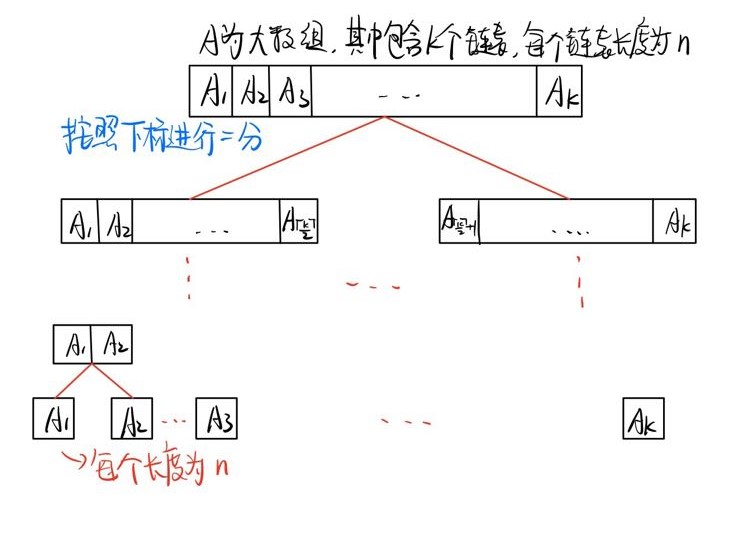 A为大数组，其中包含K个链表，每个链表长度为n
A1 A2 A3 ... AK
按照下标进行二分
A1 A2 ... A⌈k/2⌉ A⌈k/2⌉+1 .... AK
A1 A2
A1 A2 ... A3 ... AK
每个长度为n